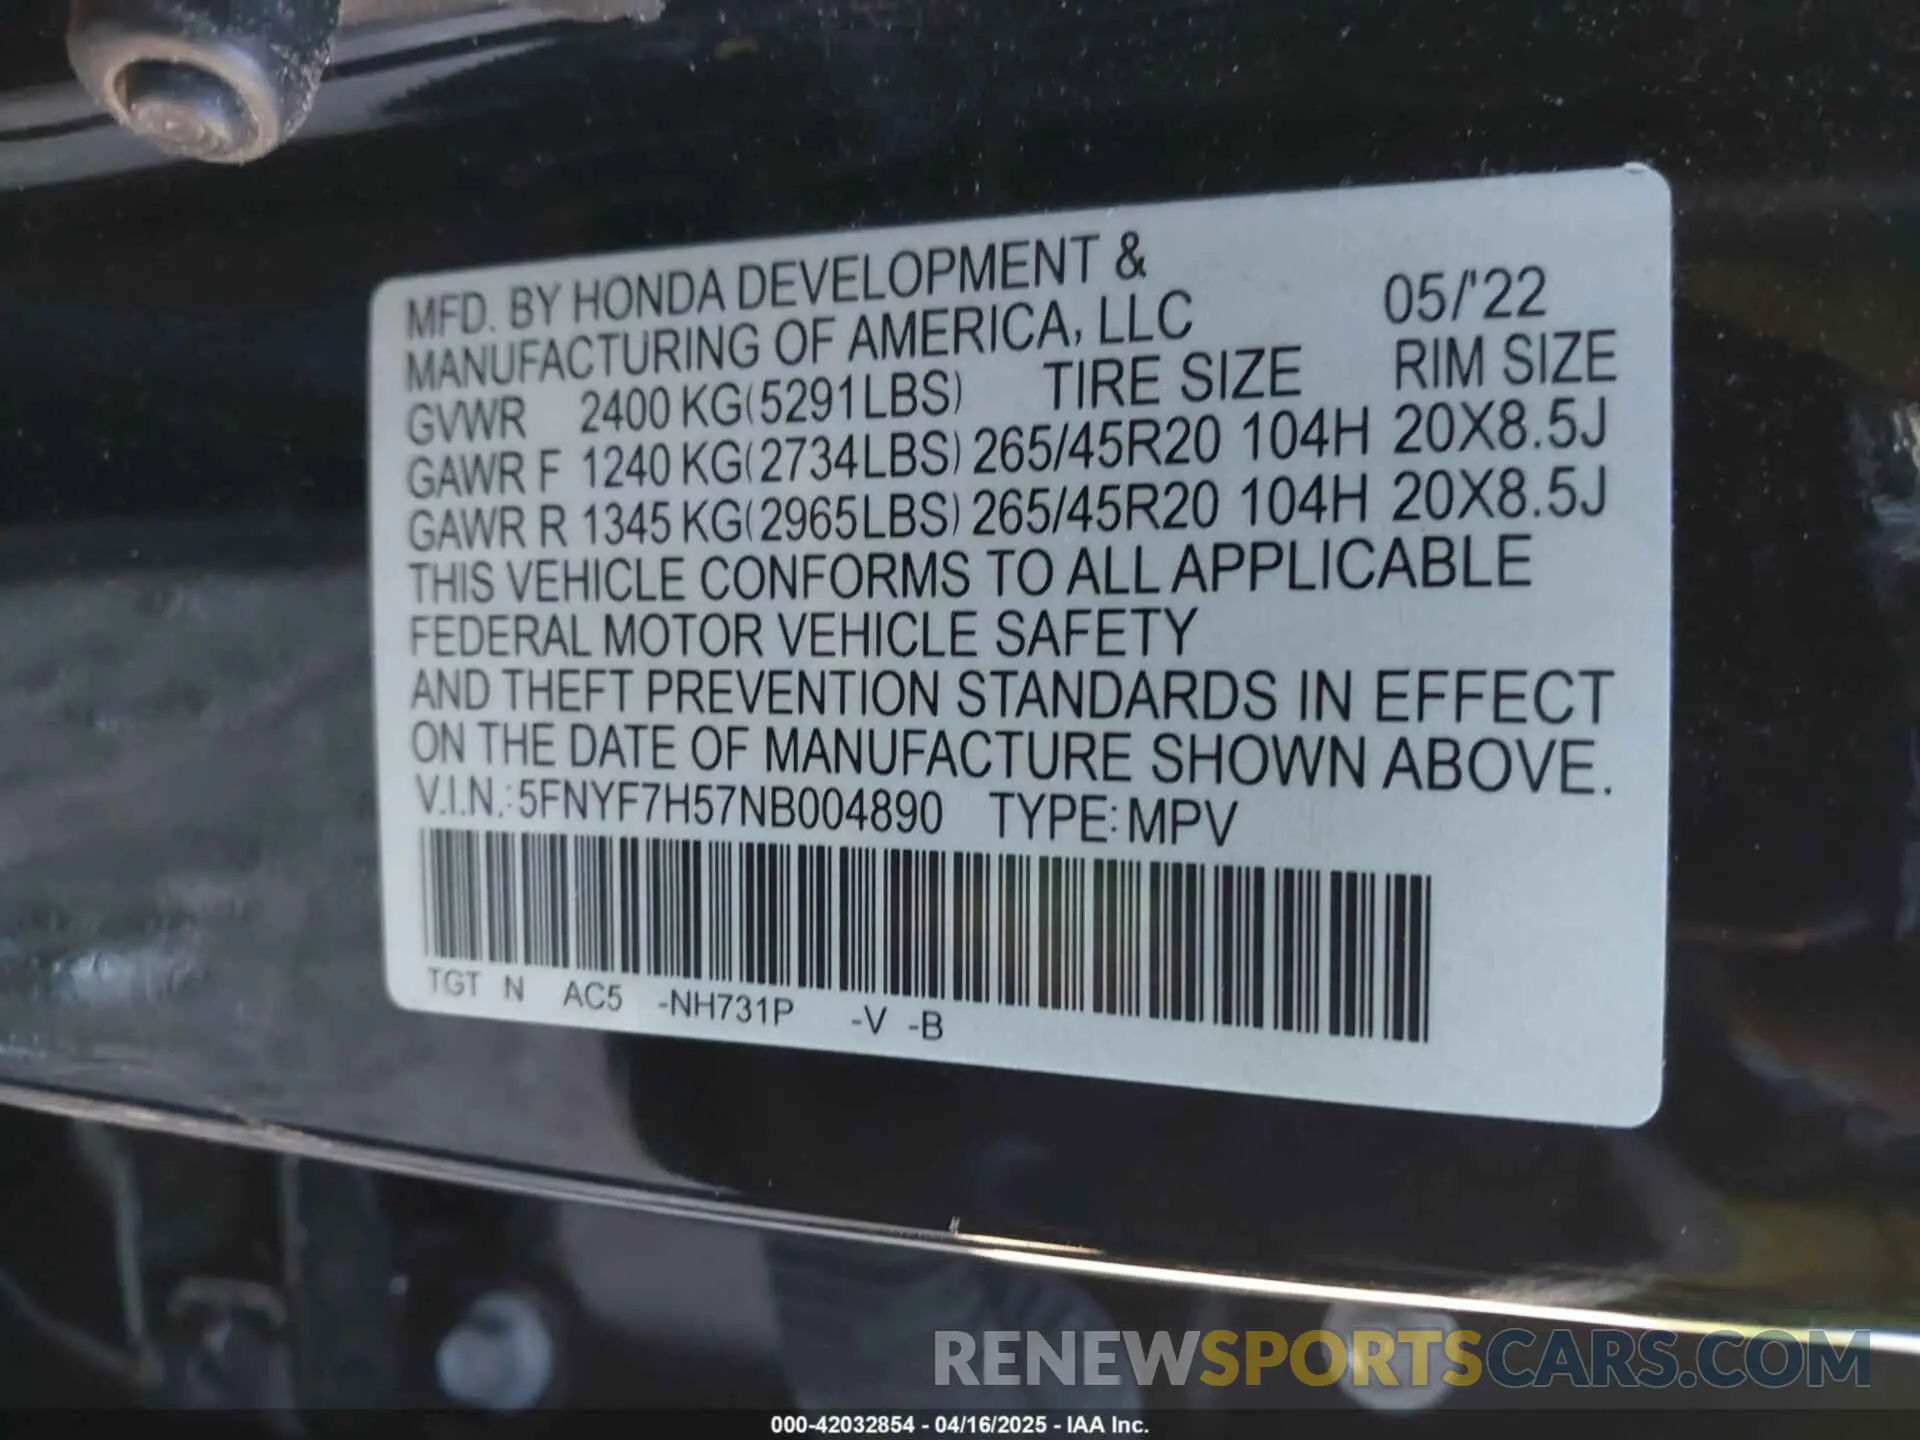 MFD. BY HONDA DEVELOPMENT &
MANUFACTURING OF AMERICA, LLC 05/'22
GVWR 2400 KG(5291LBS) TIRE SIZE RIM SIZE
GAWR F 1240 KG(2734LBS) 265/45R20 104H 20X8.5J
GAWR R 1345 KG(2965LBS) 265/45R20 104H 20X8.5J
THIS VEHICLE CONFORMS TO ALL APPLICABLE
FEDERAL MOTOR VEHICLE SAFETY
AND THEFT PREVENTION STANDARDS IN EFFECT
ON THE DATE OF MANUFACTURE SHOWN ABOVE.
V.I.N.: 5FNYF7H57NB004890 TYPE: MPV
TGT N AC5 -NH731P -V -B
RENEWSPORTSCARS.COM
000-42032854 - 04/16/2025 - IAA Inc.